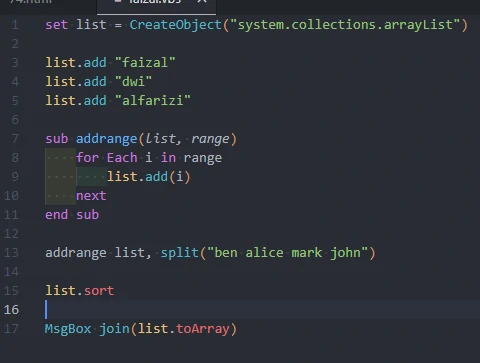 74.html faizal.vbs ×
1 set list = CreateObject("system.collections.arrayList")
2
3 list.add "faizal"
4 list.add "dwi"
5 list.add "alfarizi"
6
7 sub addrange(List, range)
8 for Each i in range
9 list.add(i)
10 next
11 end sub
12
13 addrange list, split("ben alice mark john")
14
15 list.sort
16
17 MsgBox join(list.toArray)